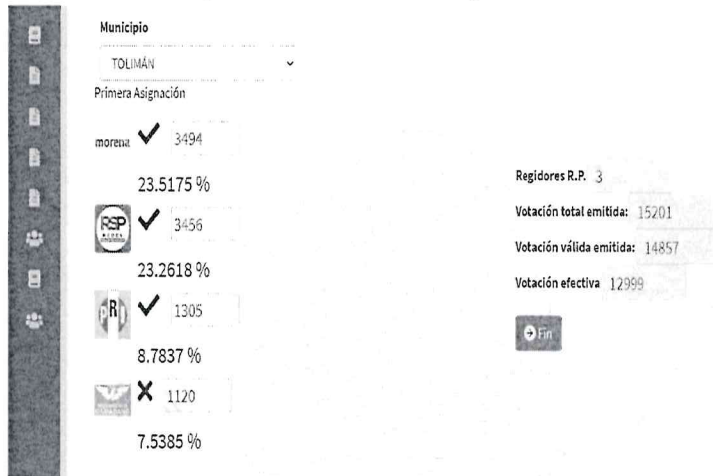 Municipio
TOLIMÁN
Primera Asignación
morena 3494
23.5175 %
RSP 3456
23.2618 %
PRI 1305
8.7837 %
1120
7.5385 %
Regidores R.P. 3
Votación total emitida: 15201
Votación válida emitida: 14857
Votación efectiva 12999
Fin